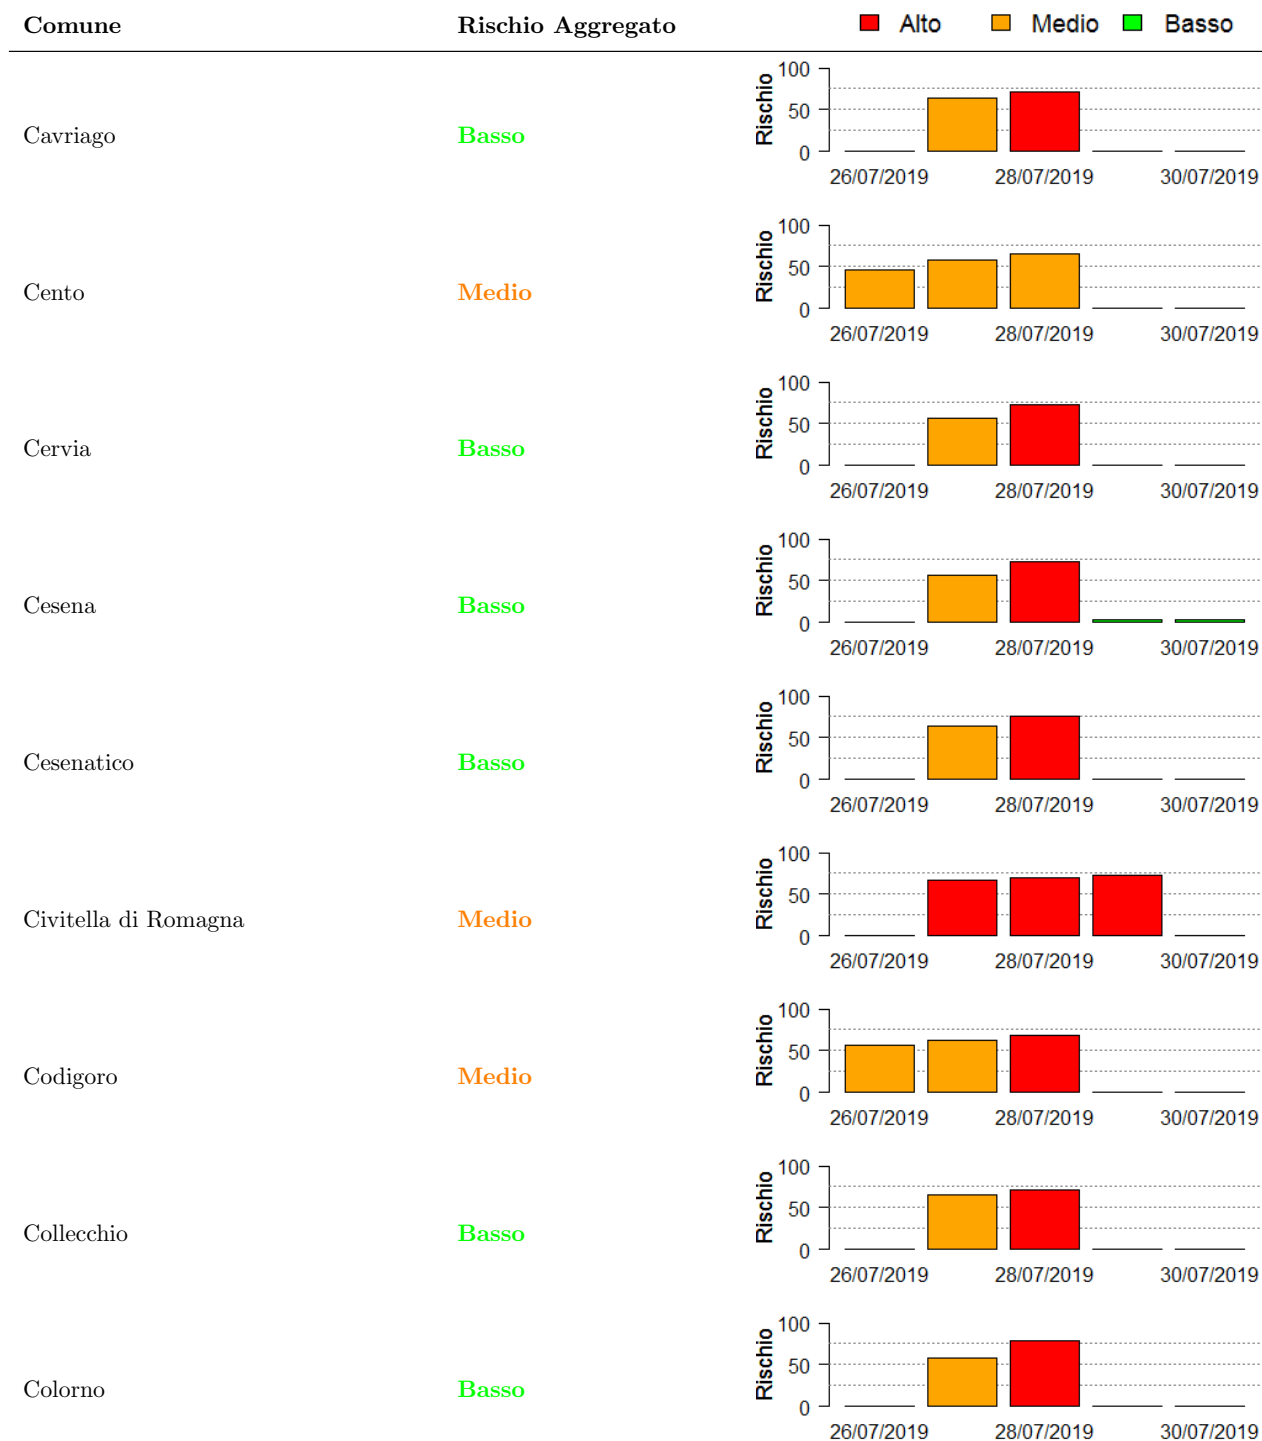 Comune Rischio Aggregato Alto Medio Basso
Cavriago Basso Rischio 100 50 0
26/07/2019 28/07/2019 30/07/2019
Cento Medio Rischio 100 50 0
26/07/2019 28/07/2019 30/07/2019
Cervia Basso Rischio 100 50 0
26/07/2019 28/07/2019 30/07/2019
Cesena Basso Rischio 100 50 0
26/07/2019 28/07/2019 30/07/2019
Cesenatico Basso Rischio 100 50 0
26/07/2019 28/07/2019 30/07/2019
Civitella di Romagna Medio Rischio 100 50 0
26/07/2019 28/07/2019 30/07/2019
Codigoro Medio Rischio 100 50 0
26/07/2019 28/07/2019 30/07/2019
Collecchio Basso Rischio 100 50 0
26/07/2019 28/07/2019 30/07/2019
Colorno Basso Rischio 100 50 0
26/07/2019 28/07/2019 30/07/2019